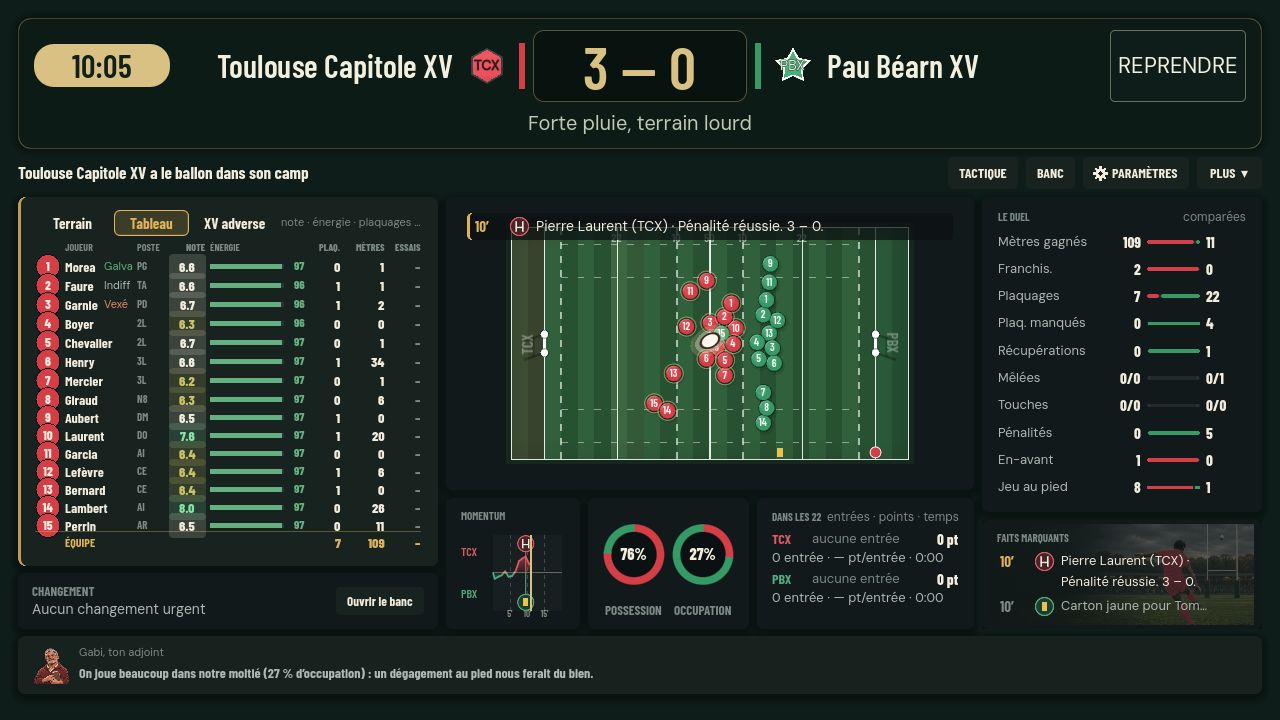 10:05
Toulouse Capitole XV
TCX
3 – 0
PBX
Pau Béarn XV
REPRENDRE
Forte pluie, terrain lourd
Toulouse Capitole XV a le ballon dans son camp
TACTIQUE
BANC
PARAMÈTRES
PLUS ▼
Terrain
Tableau
XV adverse
note · énergie · plaquages ...
JOUEUR POSTE NOTE ÉNERGIE PLAQ. MÈTRES ESSAIS
1 Morea Galva PG 6.6 97 0 1 –
2 Faure Indiff TA 6.6 96 1 1 –
3 Garnie Vexé PD 6.7 96 1 2 –
4 Boyer 2L 6.3 96 0 0 –
5 Chevalier 2L 6.7 97 0 1 –
6 Henry 3L 6.6 97 1 34 –
7 Mercier 3L 6.2 97 0 1 –
8 Giraud N8 6.3 97 0 6 –
9 Aubert DM 6.5 97 1 0 –
10 Laurent DO 7.6 97 1 20 –
11 Garcia AI 6.4 97 0 0 –
12 Lefèvre CE 6.4 97 1 6 –
13 Bernard CE 6.4 97 1 0 –
14 Lambert AI 8.0 97 0 26 –
15 Perrin AR 6.5 97 0 11 –
ÉQUIPE 7 109 –
CHANGEMENT
Aucun changement urgent
Ouvrir le banc
10’ Pierre Laurent (TCX) · Pénalité réussie. 3 – 0.
TCX
PBX
MOMENTUM
TCX
PBX
5’ 10’ 15’
76%
POSSESSION
27%
OCCUPATION
DANS LES 22 entrées · points · temps
TCX aucune entrée 0 pt
0 entrée · — pt/entrée · 0:00
PBX aucune entrée 0 pt
0 entrée · — pt/entrée · 0:00
LE DUEL comparées
Mètres gagnés 109 11
Franchis. 2 0
Plaquages 7 22
Plaq. manqués 0 4
Récupérations 0 1
Mêlées 0/0 0/1
Touches 0/0 0/0
Pénalités 0 5
En-avant 1 0
Jeu au pied 8 1
FAITS MARQUANTS
10’ Pierre Laurent (TCX) ·
Pénalité réussie. 3 – 0.
10’ Carton jaune pour Tom...
Gabi, ton adjoint
On joue beaucoup dans notre moitié (27 % d’occupation) : un dégagement au pied nous ferait du bien.